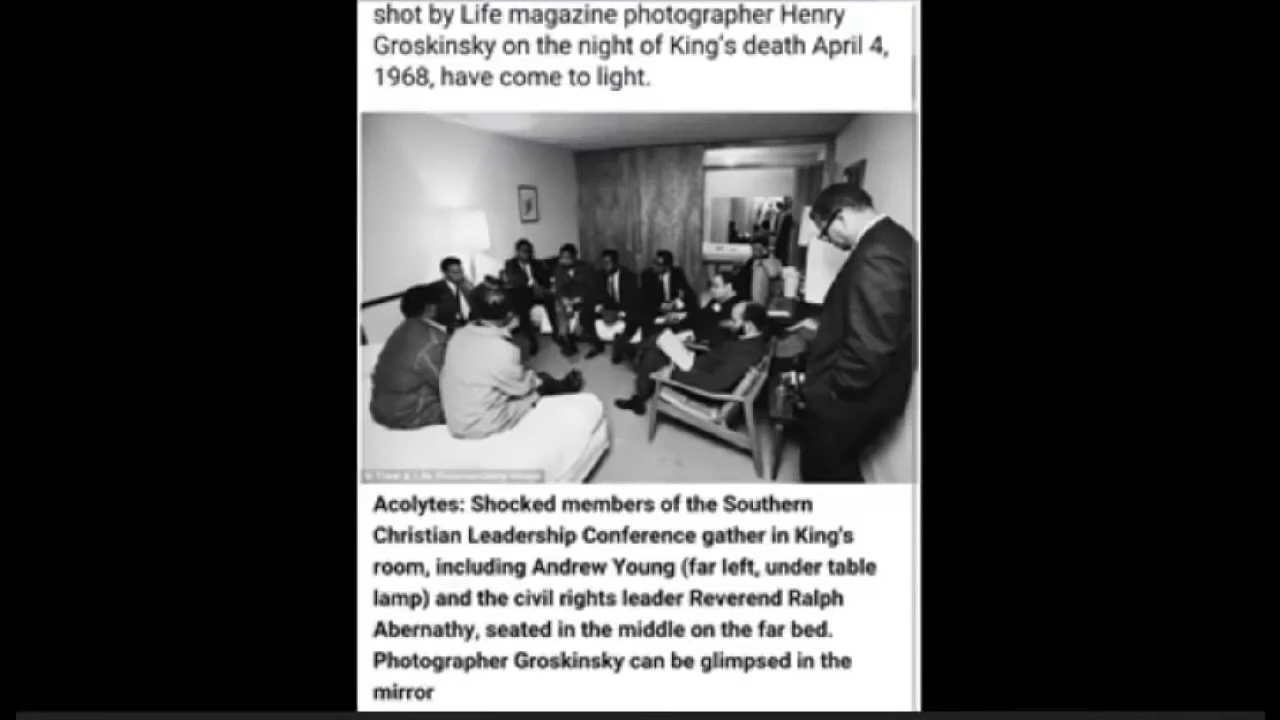 shot by Life magazine photographer Henry
Groskinsky on the night of King's death April 4,
1968, have come to light.
Acolytes: Shocked members of the Southern
Christian Leadership Conference gather in King's
room, including Andrew Young (far left, under table
lamp) and the civil rights leader Reverend Ralph
Abernathy, seated in the middle on the far bed.
Photographer Groskinsky can be glimpsed in the
mirror